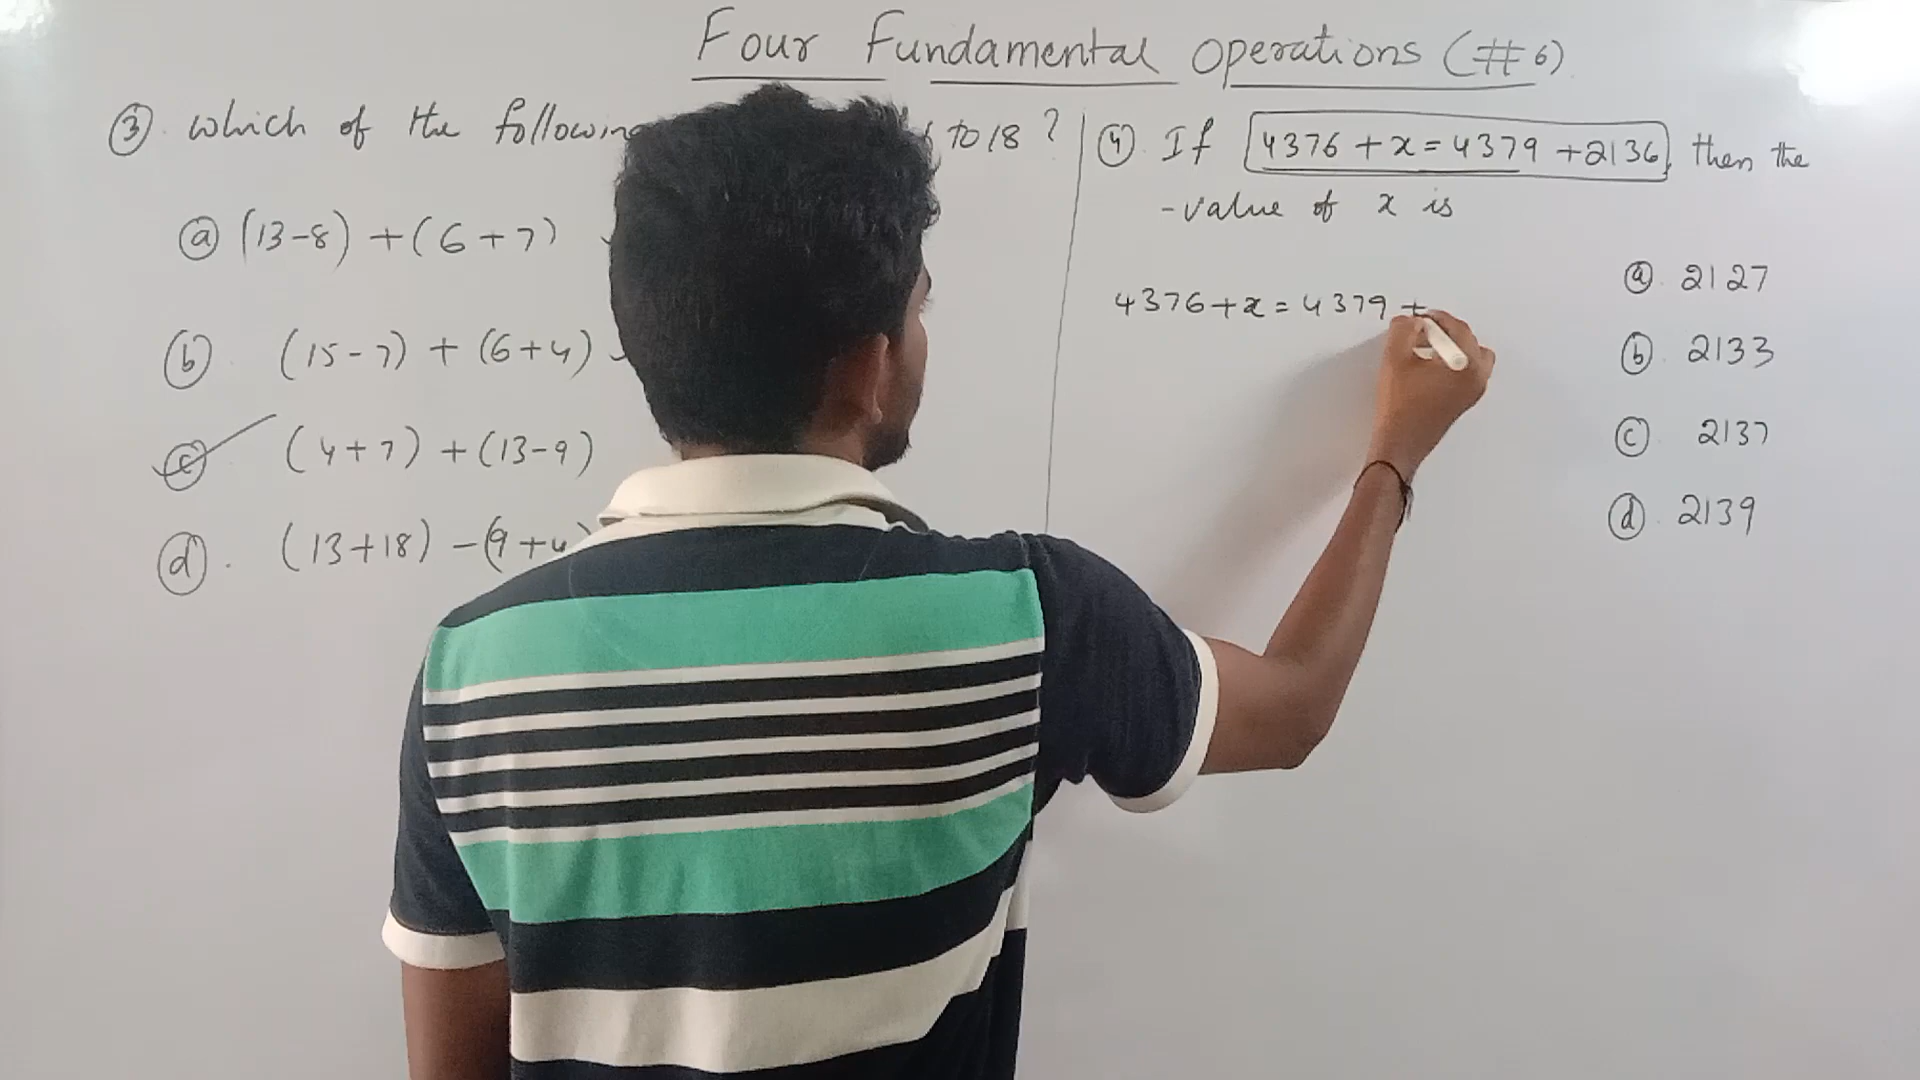 Four Fundamental Operations (#6)
③. which of the following to 18 ?
ⓐ (13-8) + (6+7)
ⓑ. (15-7) + (6+4)
ⓒ (4+7) + (13-9)
ⓓ. (13+18) - (9+4
④. If 4376 + x = 4379 + 2136, then the
-value of x is
4376 + x = 4379 +
ⓐ. 2127
ⓑ. 2133
ⓒ 2137
ⓓ. 2139